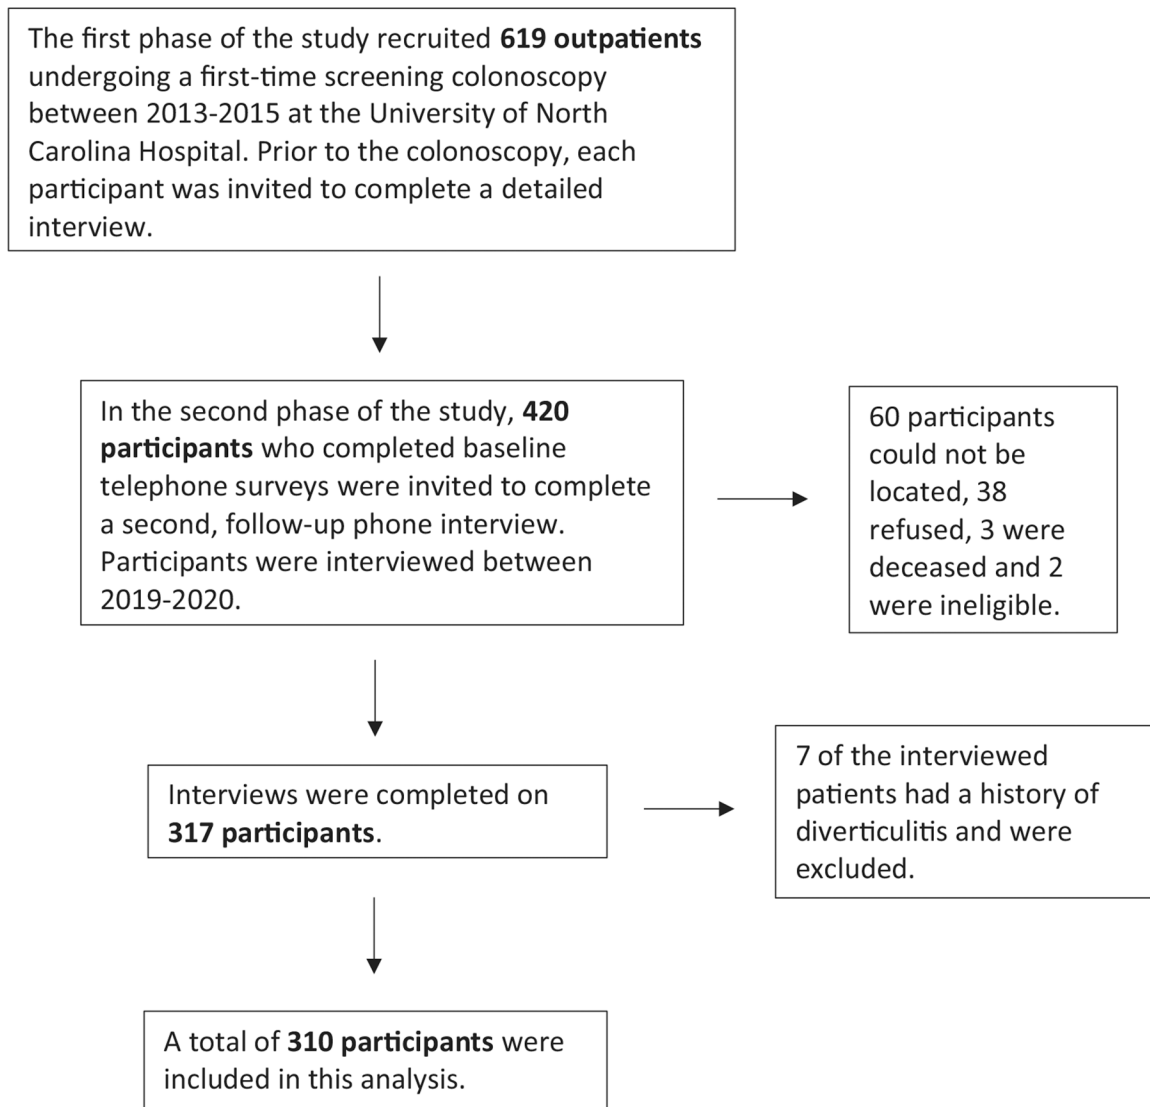 The first phase of the study recruited 619 outpatients
undergoing a first-time screening colonoscopy
between 2013-2015 at the University of North
Carolina Hospital. Prior to the colonoscopy, each
participant was invited to complete a detailed
interview.
In the second phase of the study, 420
participants who completed baseline
telephone surveys were invited to complete
a second, follow-up phone interview.
Participants were interviewed between
2019-2020.
60 participants
could not be
located, 38
refused, 3 were
deceased and 2
were ineligible.
Interviews were completed on
317 participants.
7 of the interviewed
patients had a history of
diverticulitis and were
excluded.
A total of 310 participants were
included in this analysis.